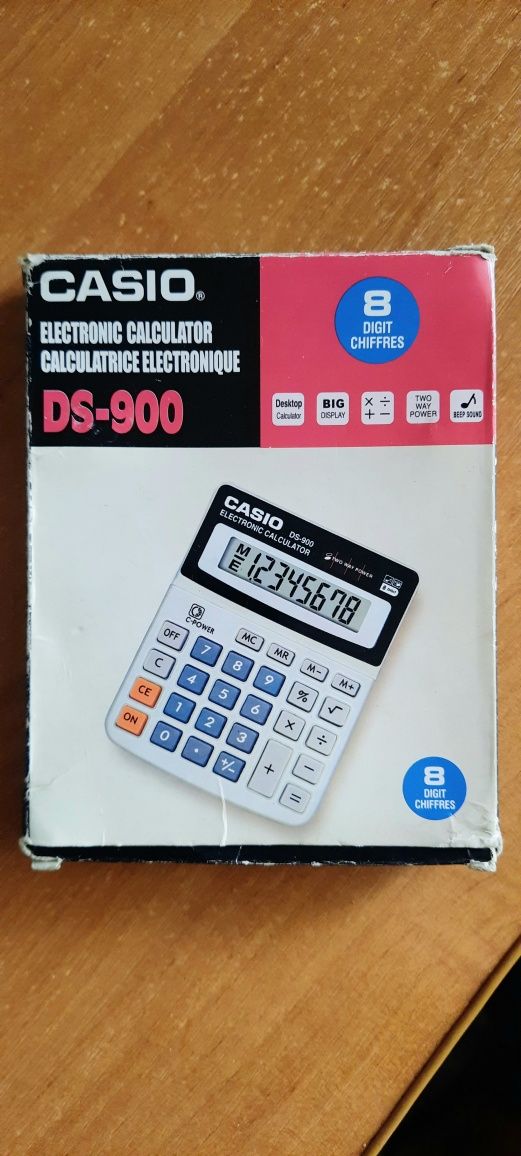 CASIO®
ELECTRONIC CALCULATOR
CALCULATRICE ELECTRONIQUE
DS-900
8
DIGIT
CHIFFRES
Desktop
Calculator
BIG
DISPLAY
× ÷
+ −
TWO
WAY
POWER
BEEP SOUND
CASIO DS-900
ELECTRONIC CALCULATOR
TWO WAY POWER
M
E
12345678
C-POWER
OFF
7
8
9
MC
MR
M−
M+
C
4
5
6
%
√
CE
1
2
3
×
÷
ON
0
•
+/−
+
−
=
8
DIGIT
CHIFFRES